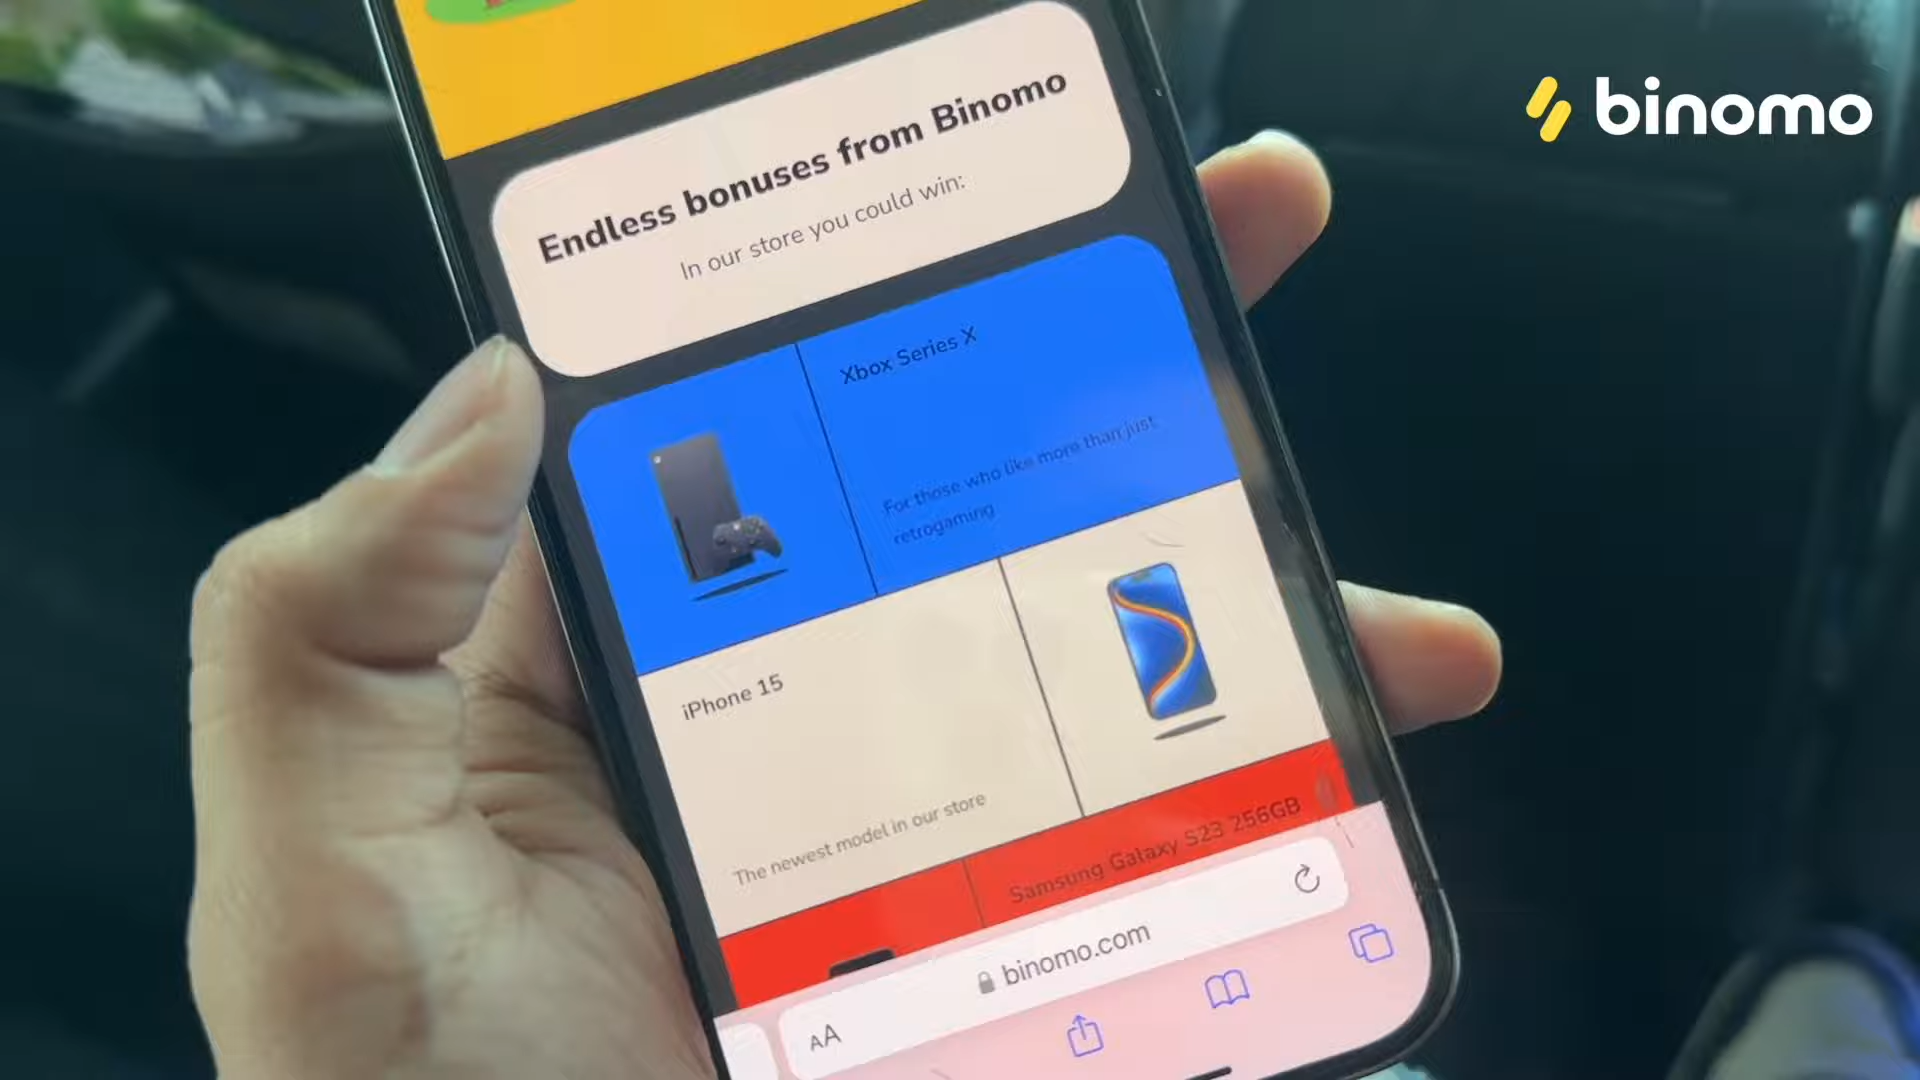 binomo
Endless bonuses from Binomo
In our store you could win:
Xbox Series X
For those who like more than just
retrogaming
iPhone 15
The newest model in our store
Samsung Galaxy S23 256GB
binomo.com
AA